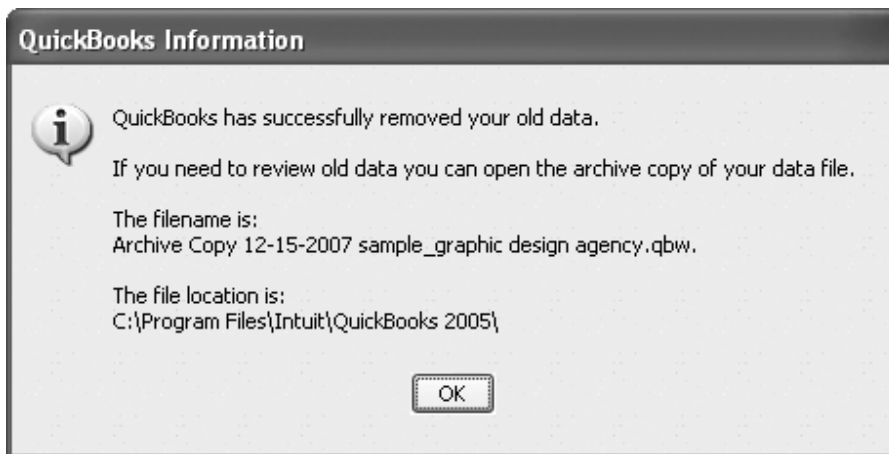 QuickBooks Information
QuickBooks has successfully removed your old data.
If you need to review old data you can open the archive copy of your data file.
The filename is:
Archive Copy 12-15-2007 sample_graphic design agency.qbw.
The file location is:
C:\Program Files\Intuit\QuickBooks 2005\
OK